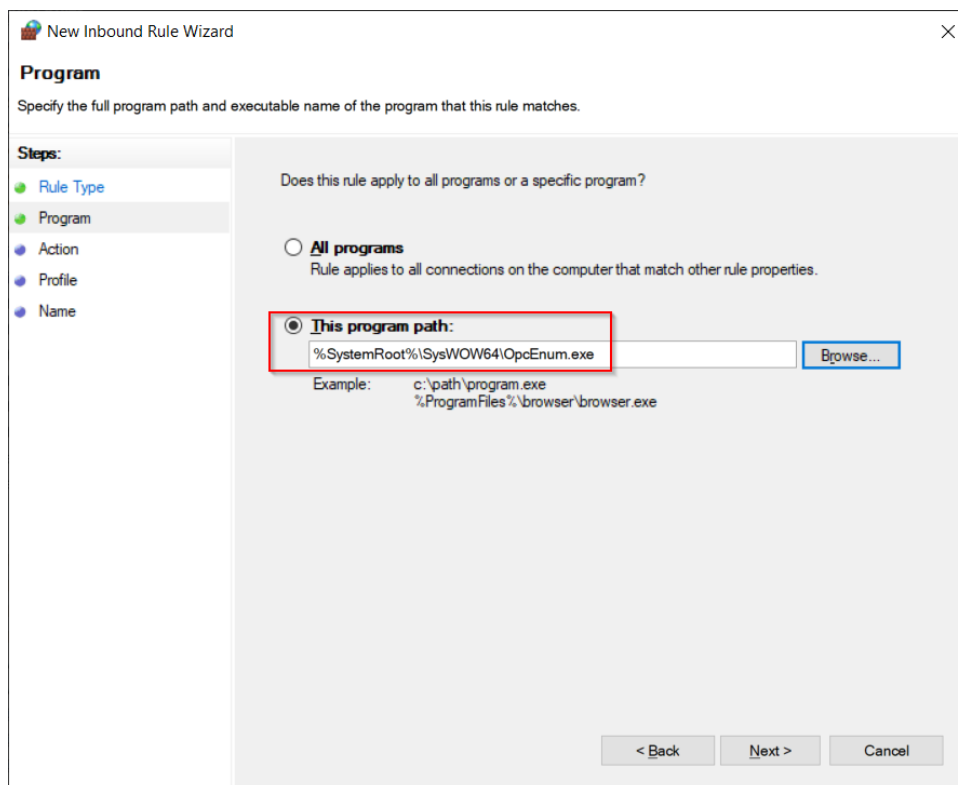 New Inbound Rule Wizard
Program
Specify the full program path and executable name of the program that this rule matches.
Steps:
Rule Type
Program
Action
Profile
Name
Does this rule apply to all programs or a specific program?
All programs
Rule applies to all connections on the computer that match other rule properties.
This program path:
%SystemRoot%\SysWOW64\OpcEnum.exe
Browse...
Example: c:\path\program.exe
%ProgramFiles%\browser\browser.exe
< Back Next > Cancel